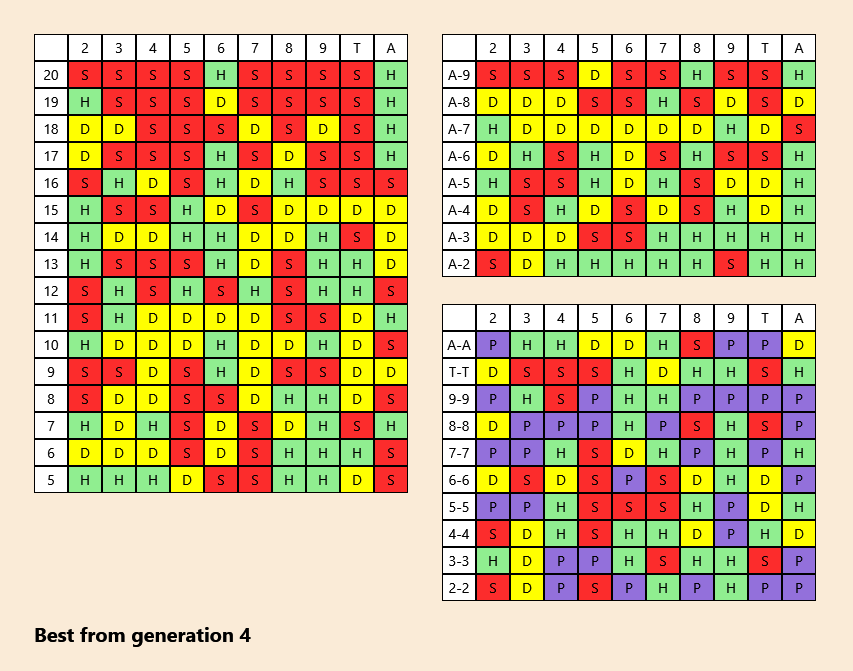 2 3 4 5 6 7 8 9 T A
20 S S S S H S S S S H
19 H S S S D S S S S H
18 D D S S S D S D S H
17 D S S S H S D S S H
16 S H D S H D H S S S
15 H S S H D S D D D D
14 H D D H H D D H S D
13 H S S S H D S H H D
12 S H S H S H S H H S
11 S H D D D D S S D H
10 H D D D H D D H D S
9 S S D S H D S S D D
8 S D D S S D H H D S
7 H D H S D S D H S H
6 D D D S D S H H H S
5 H H H D S S H H D S
2 3 4 5 6 7 8 9 T A
A-9 S S S D S S H S S H
A-8 D D D S S H S D S D
A-7 H D D D D D D H D S
A-6 D H S H D S H S S H
A-5 H S S H D H S D D H
A-4 D S H D S D S H D H
A-3 D D D S S H H H H H
A-2 S D H H H H H S H H
2 3 4 5 6 7 8 9 T A
A-A P H H D D H S P P D
T-T D S S S H D H H S H
9-9 P H S P H H P P P P
8-8 D P P P H P S H S P
7-7 P P H S D H P H P H
6-6 D S D S P S D H D P
5-5 P P H S S S H P D H
4-4 S D H S H H D P H D
3-3 H D P P H S H H S P
2-2 S D P S P H P H P P
Best from generation 4